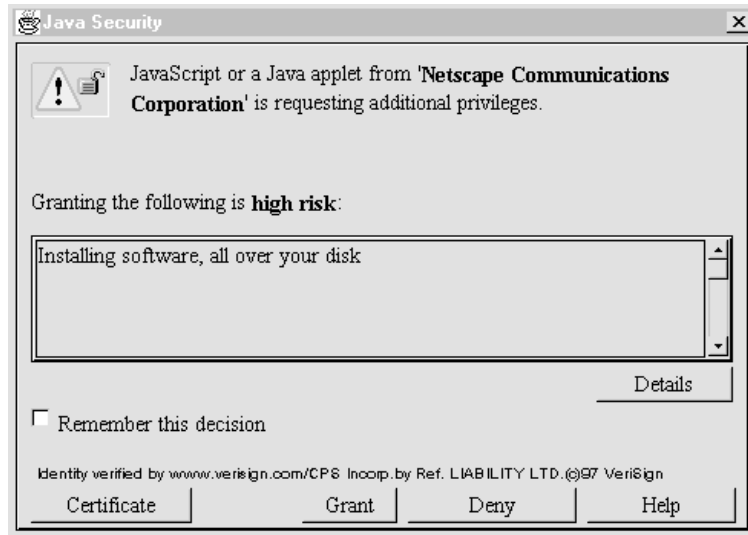 Java Security
JavaScript or a Java applet from 'Netscape Communications
Corporation' is requesting additional privileges.
Granting the following is high risk:
Installing software, all over your disk
Details
Remember this decision
Identity verified by www.verisign.com/CPS Incorp.by Ref. LIABILITY LTD.(c)97 VeriSign
Certificate Grant Deny Help